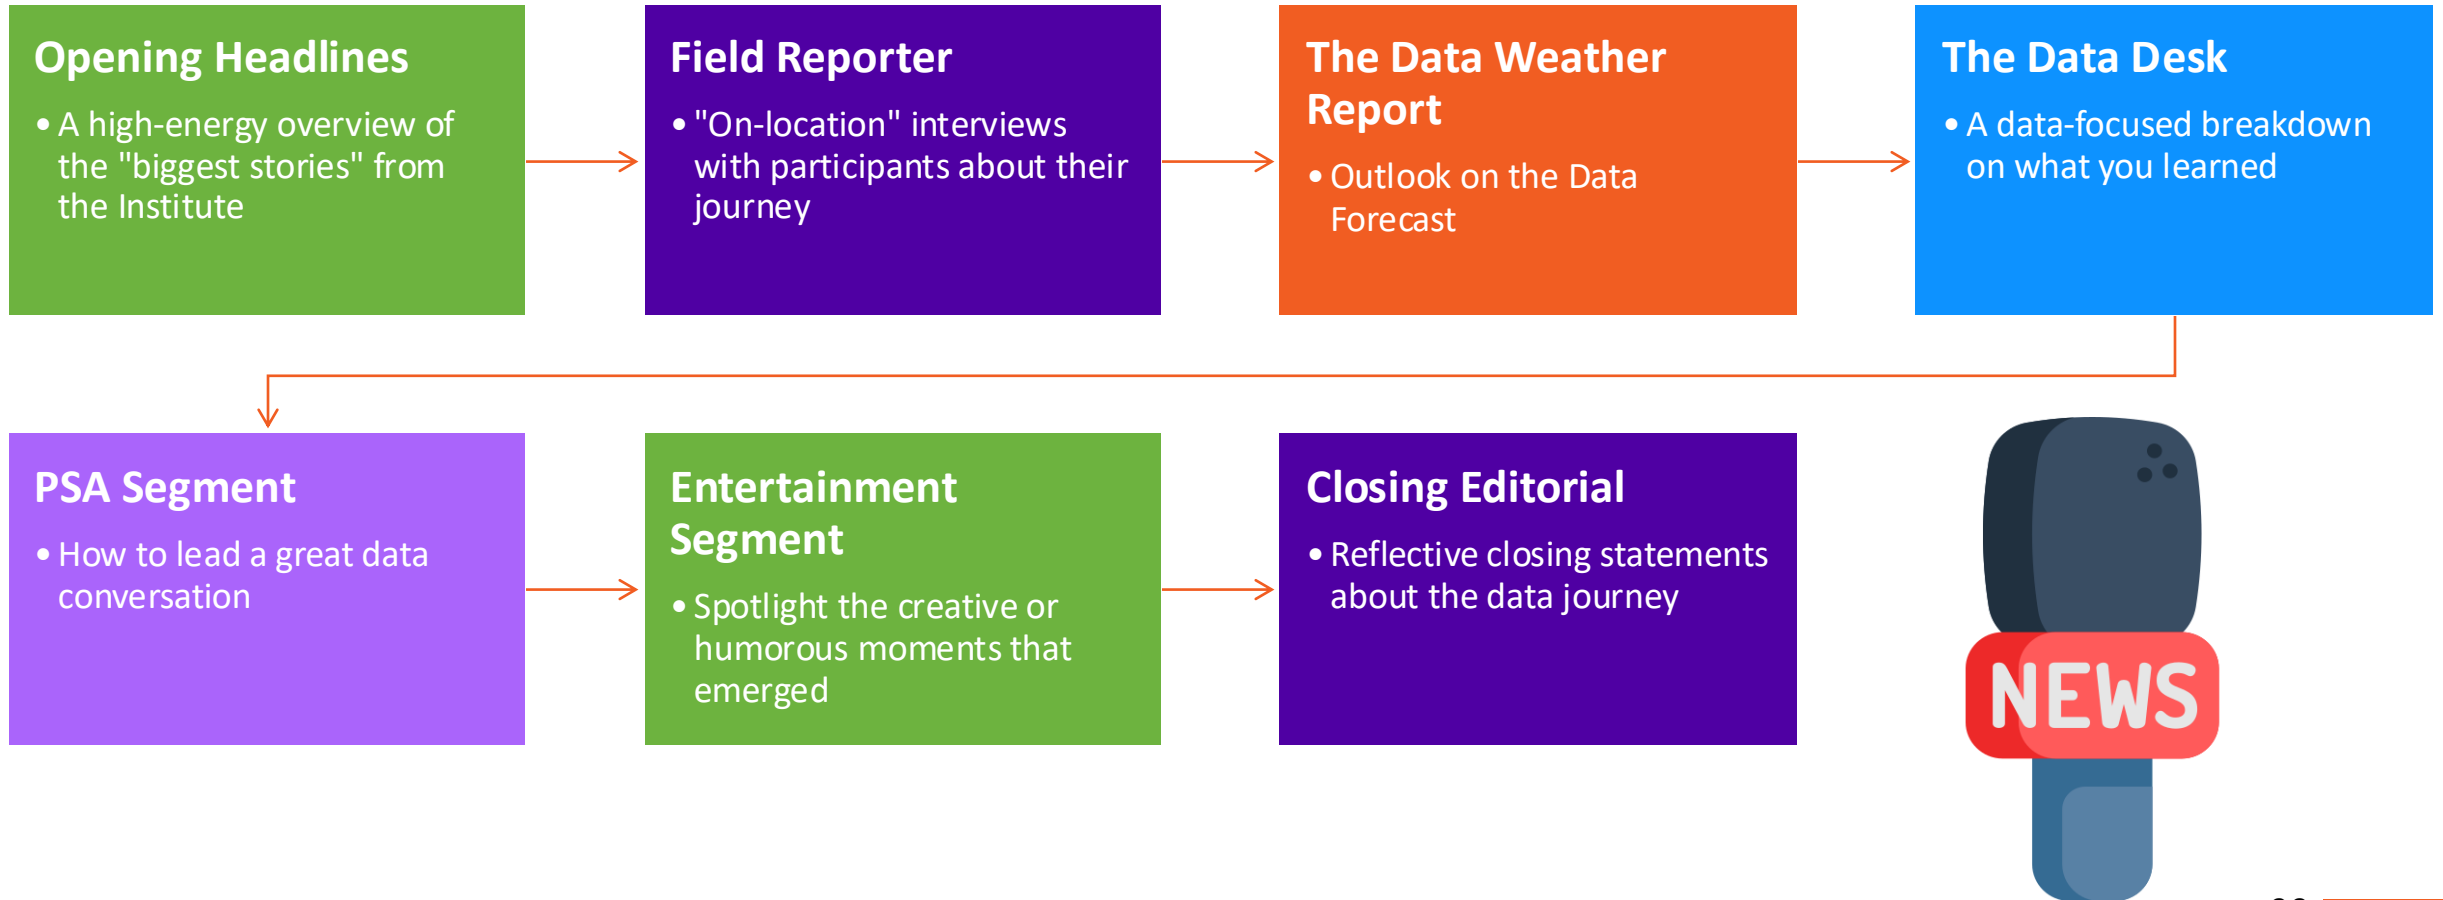 Opening Headlines
• A high-energy overview of
the "biggest stories" from
the Institute
Field Reporter
• "On-location" interviews
with participants about their
journey
The Data Weather
Report
• Outlook on the Data
Forecast
The Data Desk
• A data-focused breakdown
on what you learned
PSA Segment
• How to lead a great data
conversation
Entertainment
Segment
• Spotlight the creative or
humorous moments that
emerged
Closing Editorial
• Reflective closing statements
about the data journey
NEWS